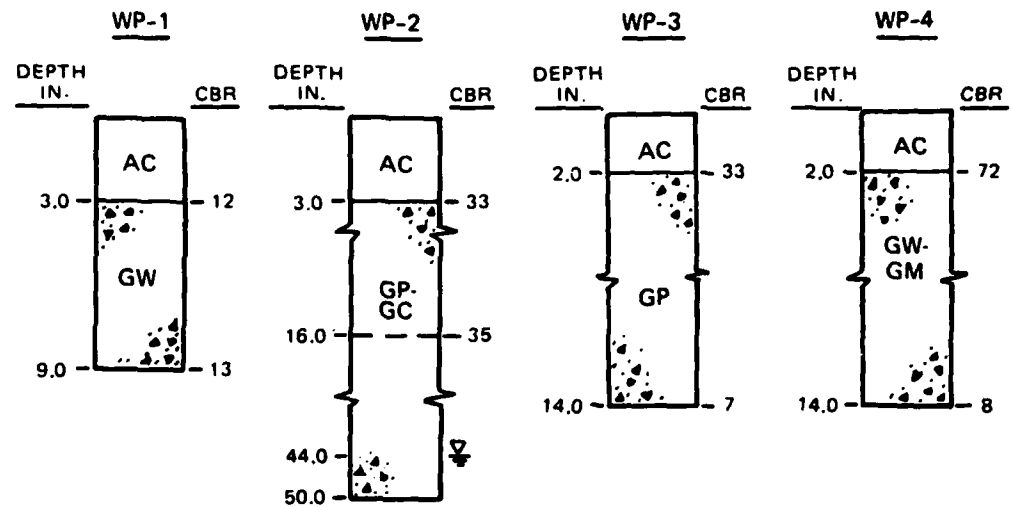 WP-1
DEPTH IN. CBR
AC
3.0 12
GW
9.0 13
WP-2
DEPTH IN. CBR
AC
3.0 33
GP-
GC
16.0 35
44.0
50.0
WP-3
DEPTH IN. CBR
AC
2.0 33
GP
14.0 7
WP-4
DEPTH IN. CBR
AC
2.0 72
GW-
GM
14.0 8